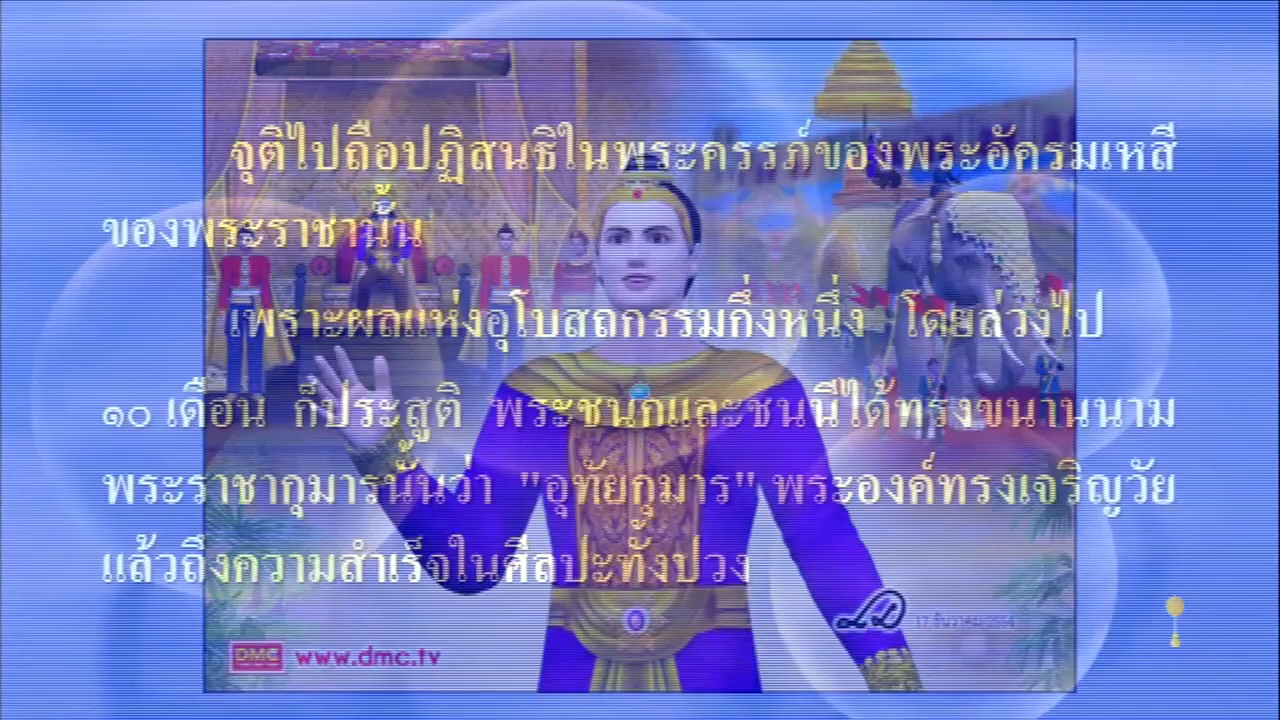 จุติไปถือปฏิสนธิในพระครรภ์ของพระอัครมเหสี
ของพระราชานั้น
เพราะผลแห่งอุโบสถกรรมกึ่งหนึ่ง โดยล่วงไป
๑๐ เดือน ก็ประสูติ พระชนกและชนนีได้ทรงขนานนาม
พระราชากุมารนั้นว่า "อุทัยกุมาร" พระองค์ทรงเจริญวัย
แล้วถึงความสำเร็จในศิลปะทั้งปวง
17 ธันวาคม
DMC www.dmc.tv